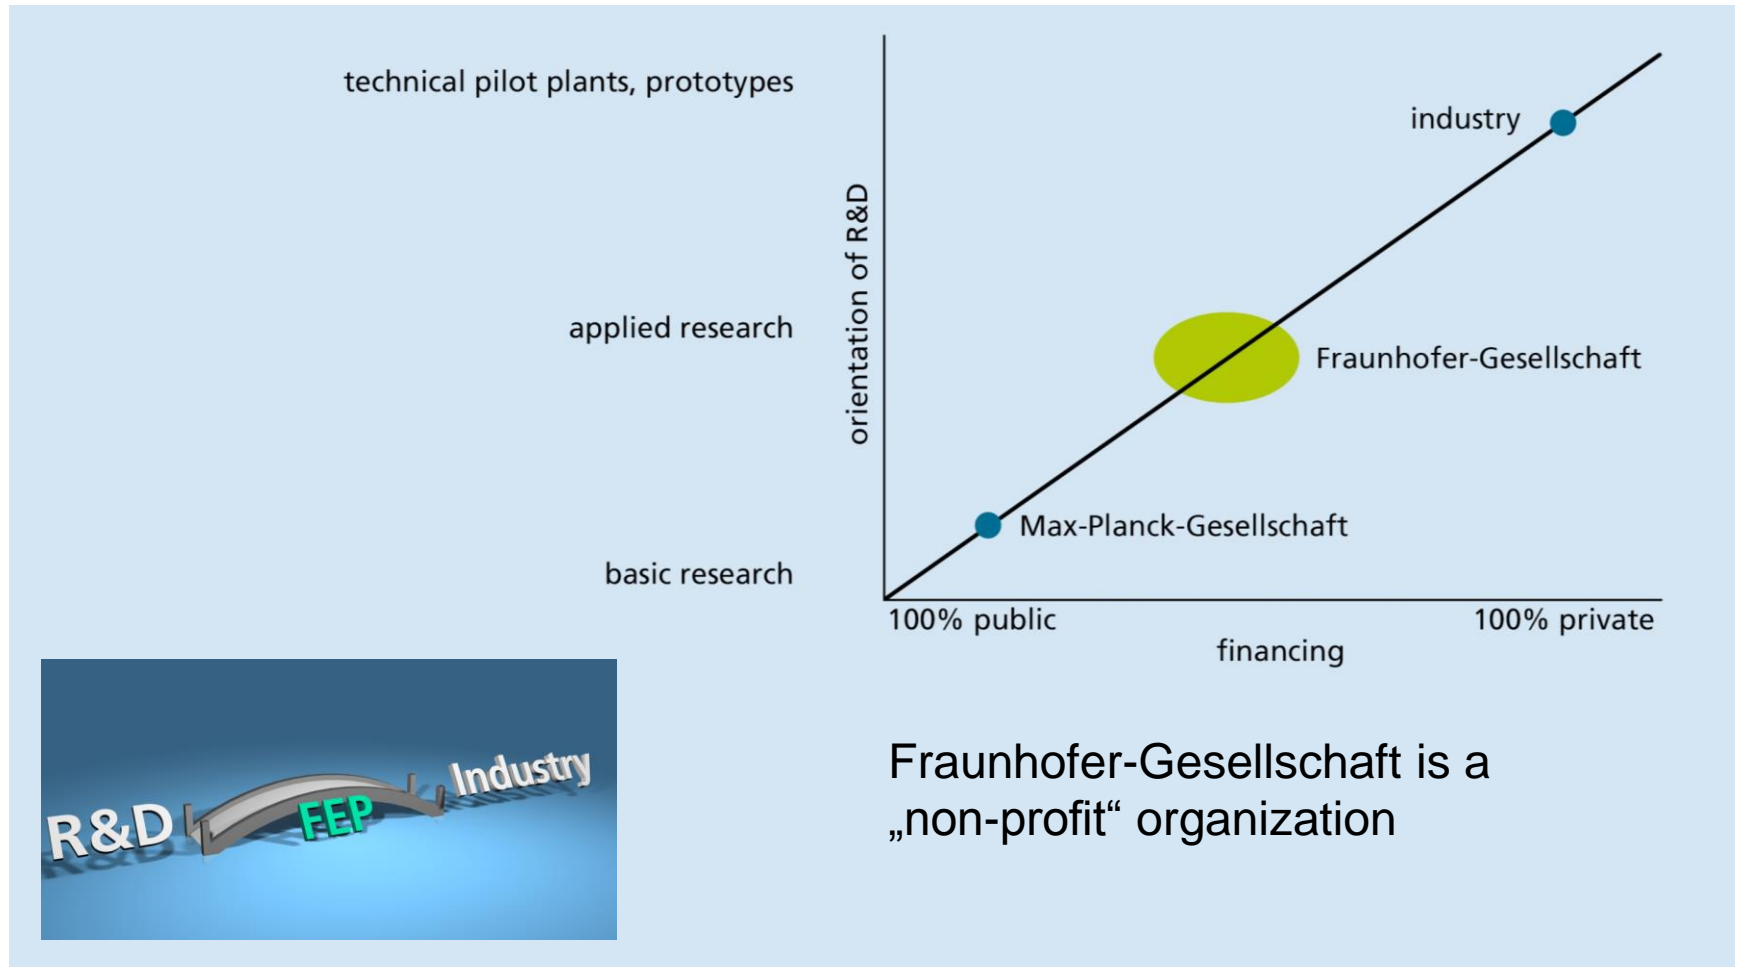 technical pilot plants, prototypes
industry
orientation of R&D
applied research
Fraunhofer-Gesellschaft
Max-Planck-Gesellschaft
basic research
100% public
100% private
financing
R&D
FEP
Industry
Fraunhofer-Gesellschaft is a
„non-profit“ organization